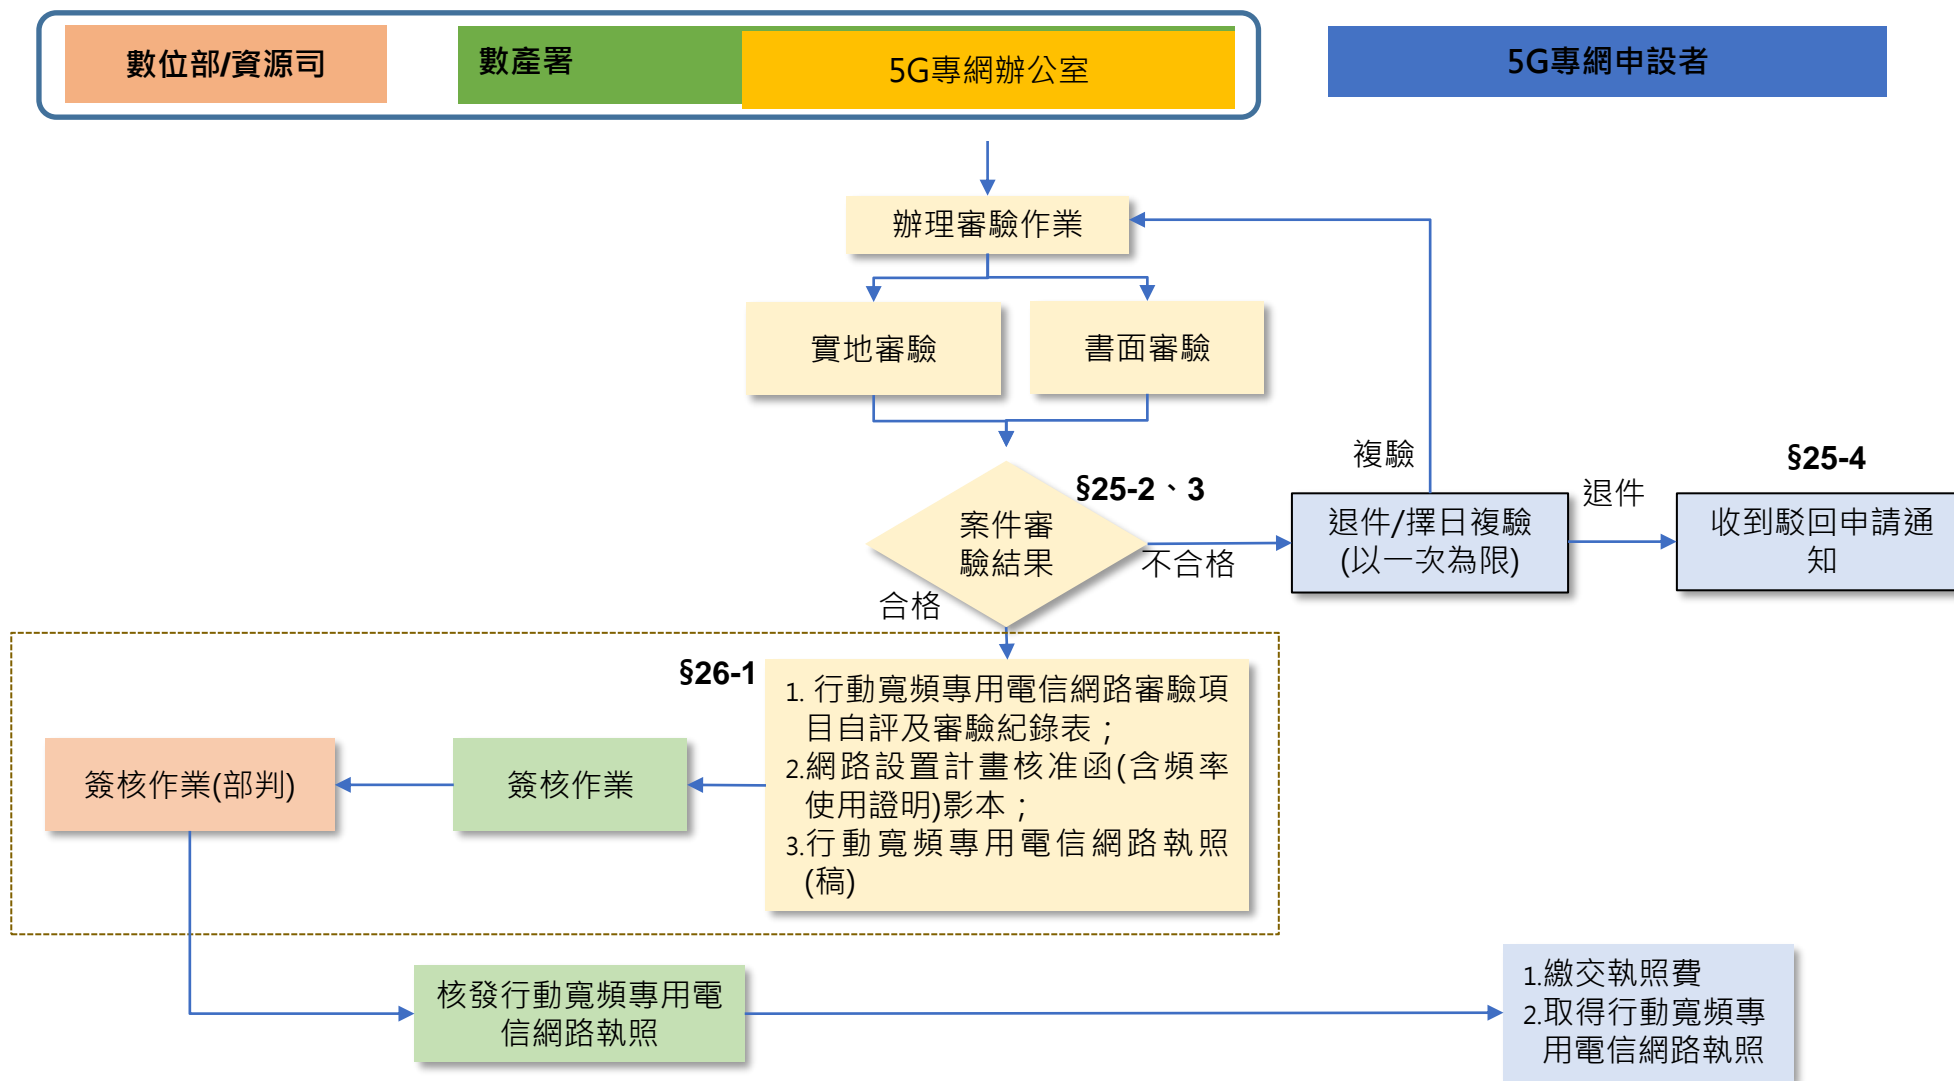 數位部/資源司
數產署
5G專網辦公室
5G專網申設者
辦理審驗作業
實地審驗
書面審驗
複驗
§25-4
§25-2、3
案件審
驗結果
不合格
退件/擇日複驗
(以一次為限)
退件
收到駁回申請通
知
合格
§26-1
1. 行動寬頻專用電信網路審驗項
目自評及審驗紀錄表；
2.網路設置計畫核准函(含頻率
使用證明)影本；
3.行動寬頻專用電信網路執照
(稿)
簽核作業
簽核作業(部判)
核發行動寬頻專用電
信網路執照
1.繳交執照費
2.取得行動寬頻專
用電信網路執照